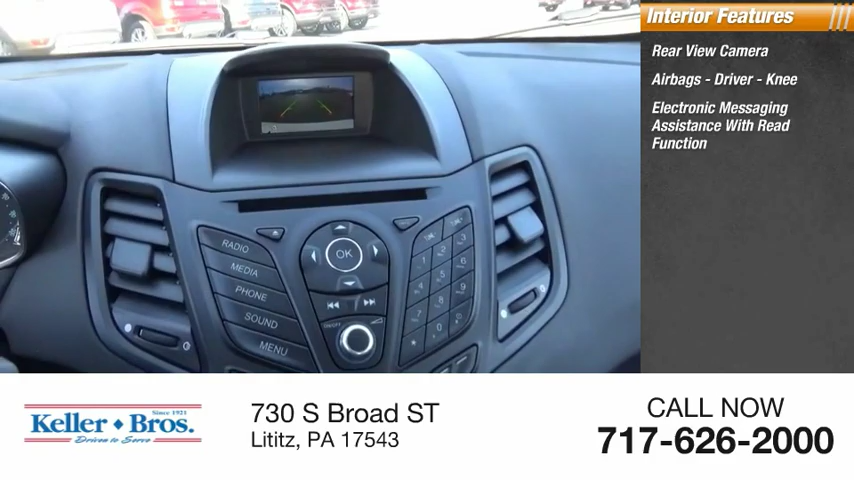 Interior Features
Rear View Camera
Airbags - Driver - Knee
Electronic Messaging
Assistance With Read
Function
RADIO
MEDIA
PHONE
SOUND
MENU
OK
1 2 3
4 5 6
7 8 9
* 0
Since 1921
Keller Bros.
Driven to Serve
730 S Broad ST
Lititz, PA 17543
CALL NOW
717-626-2000